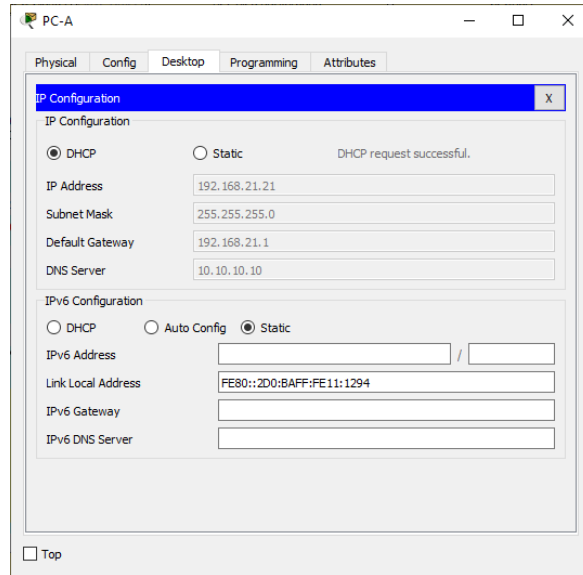 PC-A
Physical Config Desktop Programming Attributes
IP Configuration X
IP Configuration
DHCP Static DHCP request successful.
IP Address 192.168.21.21
Subnet Mask 255.255.255.0
Default Gateway 192.168.21.1
DNS Server 10.10.10.10
IPv6 Configuration
DHCP Auto Config Static
IPv6 Address /
Link Local Address FE80::2D0:BAFF:FE11:1294
IPv6 Gateway
IPv6 DNS Server
Top